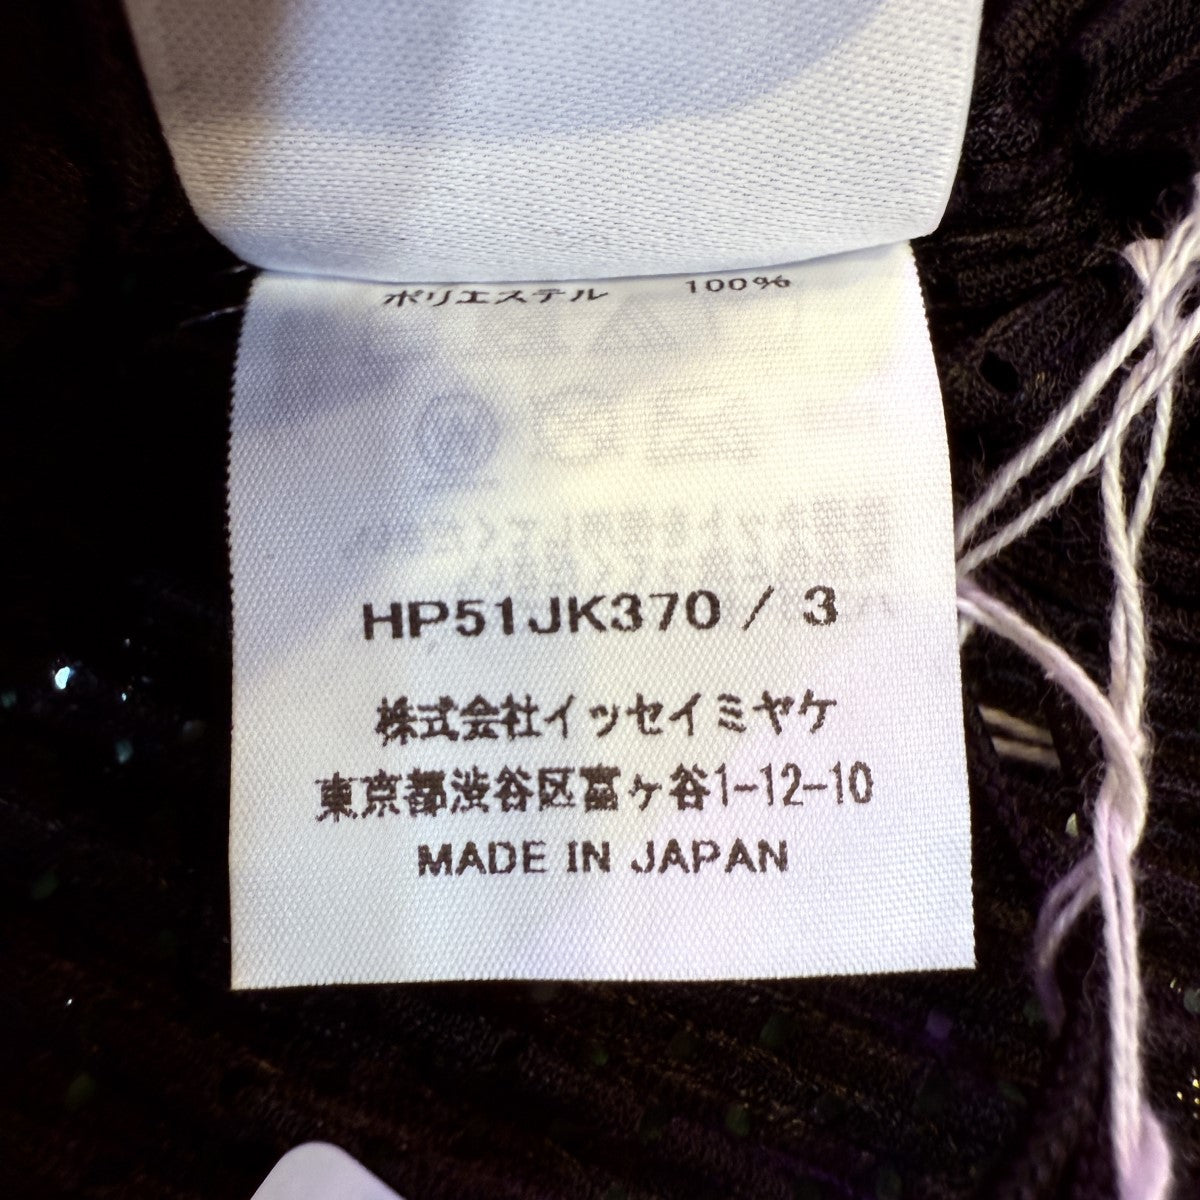 ポリエステル 100%
HP51JK370 / 3
株式会社イッセイミヤケ
東京都渋谷区富ヶ谷1-12-10
MADE IN JAPAN